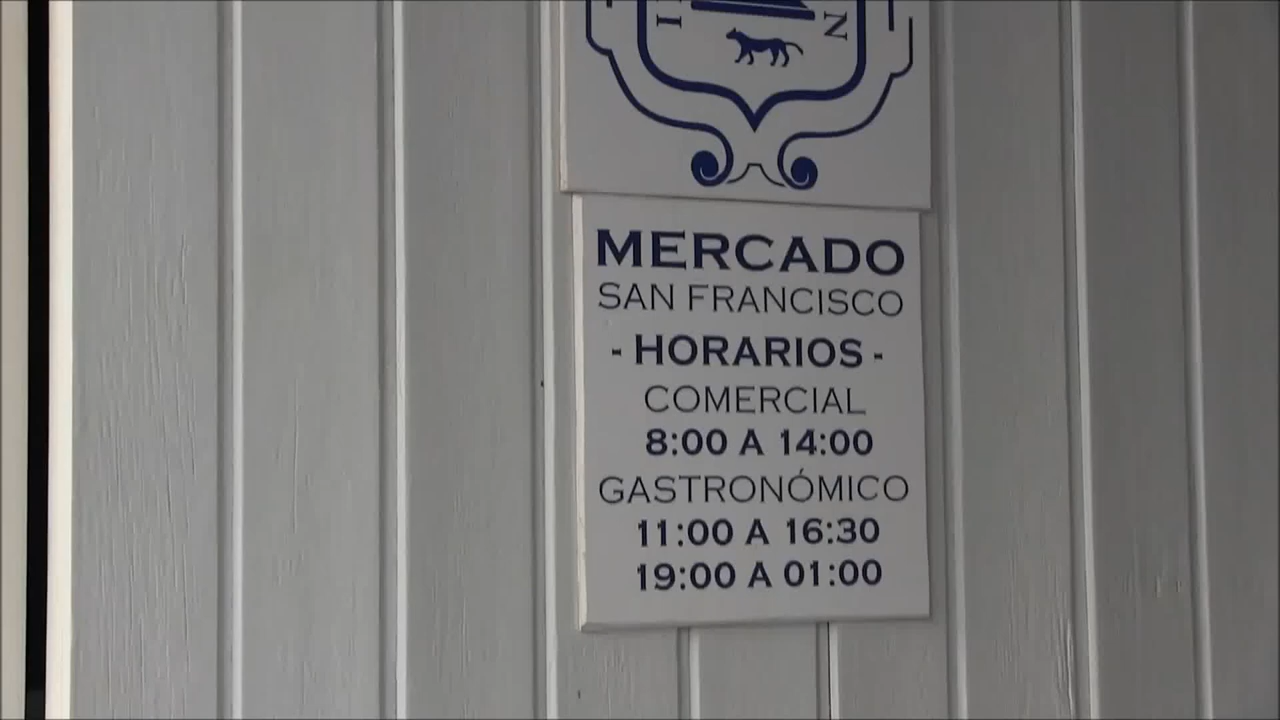 I N
MERCADO
SAN FRANCISCO
- HORARIOS -
COMERCIAL
8:00 A 14:00
GASTRONÓMICO
11:00 A 16:30
19:00 A 01:00